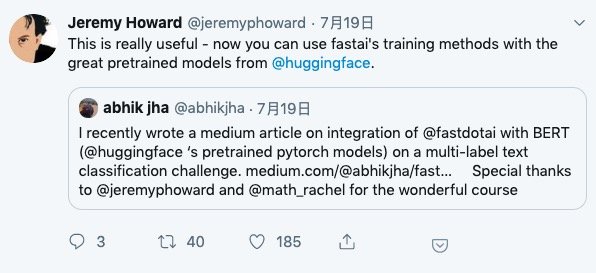 Jeremy Howard @jeremyphoward · 7月19日
This is really useful - now you can use fastai's training methods with the
great pretrained models from @huggingface.
abhik jha @abhikjha · 7月19日
I recently wrote a medium article on integration of @fastdotai with BERT
(@huggingface ‘s pretrained pytorch models) on a multi-label text
classification challenge. medium.com/@abhikjha/fast... Special thanks
to @jeremyphoward and @math_rachel for the wonderful course
3 40 185